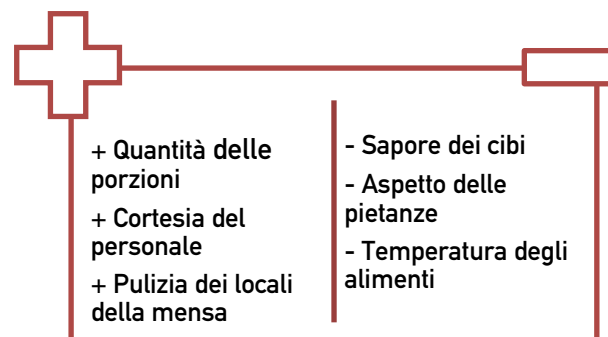 + Quantità delle
porzioni
+ Cortesia del
personale
+ Pulizia dei locali
della mensa
- Sapore dei cibi
- Aspetto delle
pietanze
- Temperatura degli
alimenti